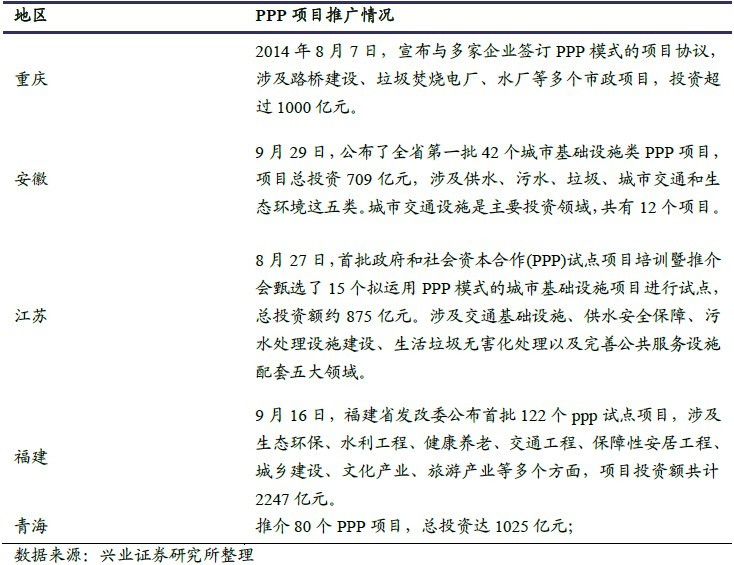 地区 PPP 项目推广情况
2014 年 8 月 7 日，宣布与多家企业签订 PPP 模式的项目协议，
重庆 涉及路桥建设、垃圾焚烧电厂、水厂等多个市政项目，投资超
过 1000 亿元。
9 月 29 日，公布了全省第一批 42 个城市基础设施类 PPP 项目，
安徽 项目总投资 709 亿元，涉及供水、污水、垃圾、城市交通和生
态环境这五类。城市交通设施是主要投资领域，共有 12 个项目。
8 月 27 日，首批政府和社会资本合作(PPP)试点项目培训暨推介
会甄选了 15 个拟运用 PPP 模式的城市基础设施项目进行试点，
江苏 总投资额约 875 亿元。涉及交通基础设施、供水安全保障、污
水处理设施建设、生活垃圾无害化处理以及完善公共服务设施
配套五大领域。
9 月 16 日，福建省发改委公布首批 122 个 ppp 试点项目，涉及
生态环保、水利工程、健康养老、交通工程、保障性安居工程、
福建 城乡建设、文化产业、旅游产业等多个方面，项目投资额共计
2247 亿元。
青海 推介 80 个 PPP 项目，总投资达 1025 亿元；
数据来源：兴业证券研究所整理